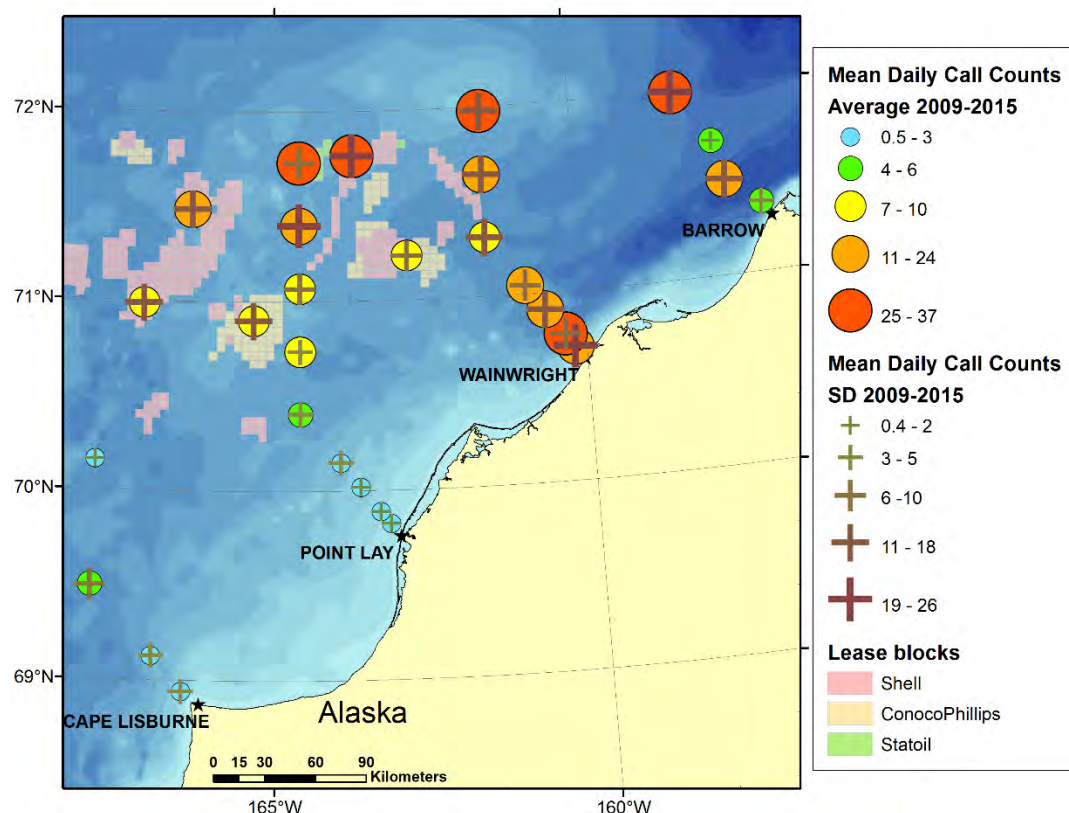 72°N
71°N
70°N
69°N
165°W
160°W
BARROW
WAINWRIGHT
POINT LAY
CAPE LISBURNE
Alaska
0 15 30 60 90
Kilometers
Mean Daily Call Counts
Average 2009-2015
0.5 - 3
4 - 6
7 - 10
11 - 24
25 - 37
Mean Daily Call Counts
SD 2009-2015
0.4 - 2
3 - 5
6 -10
11 - 18
19 - 26
Lease blocks
Shell
ConocoPhillips
Statoil